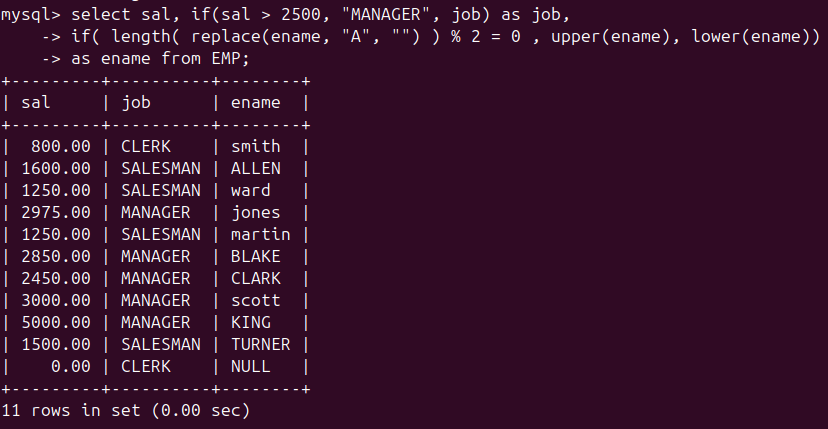 mysql> select sal, if(sal > 2500, "MANAGER", job) as job,
    -> if( length( replace(ename, "A", "") ) % 2 = 0 , upper(ename), lower(ename))
    -> as ename from EMP;
+---------+----------+--------+
| sal     | job      | ename  |
+---------+----------+--------+
|  800.00 | CLERK    | smith  |
| 1600.00 | SALESMAN | ALLEN  |
| 1250.00 | SALESMAN | ward   |
| 2975.00 | MANAGER  | jones  |
| 1250.00 | SALESMAN | martin |
| 2850.00 | MANAGER  | BLAKE  |
| 2450.00 | MANAGER  | CLARK  |
| 3000.00 | MANAGER  | scott  |
| 5000.00 | MANAGER  | KING   |
| 1500.00 | SALESMAN | TURNER |
|    0.00 | CLERK    | NULL   |
+---------+----------+--------+
11 rows in set (0.00 sec)